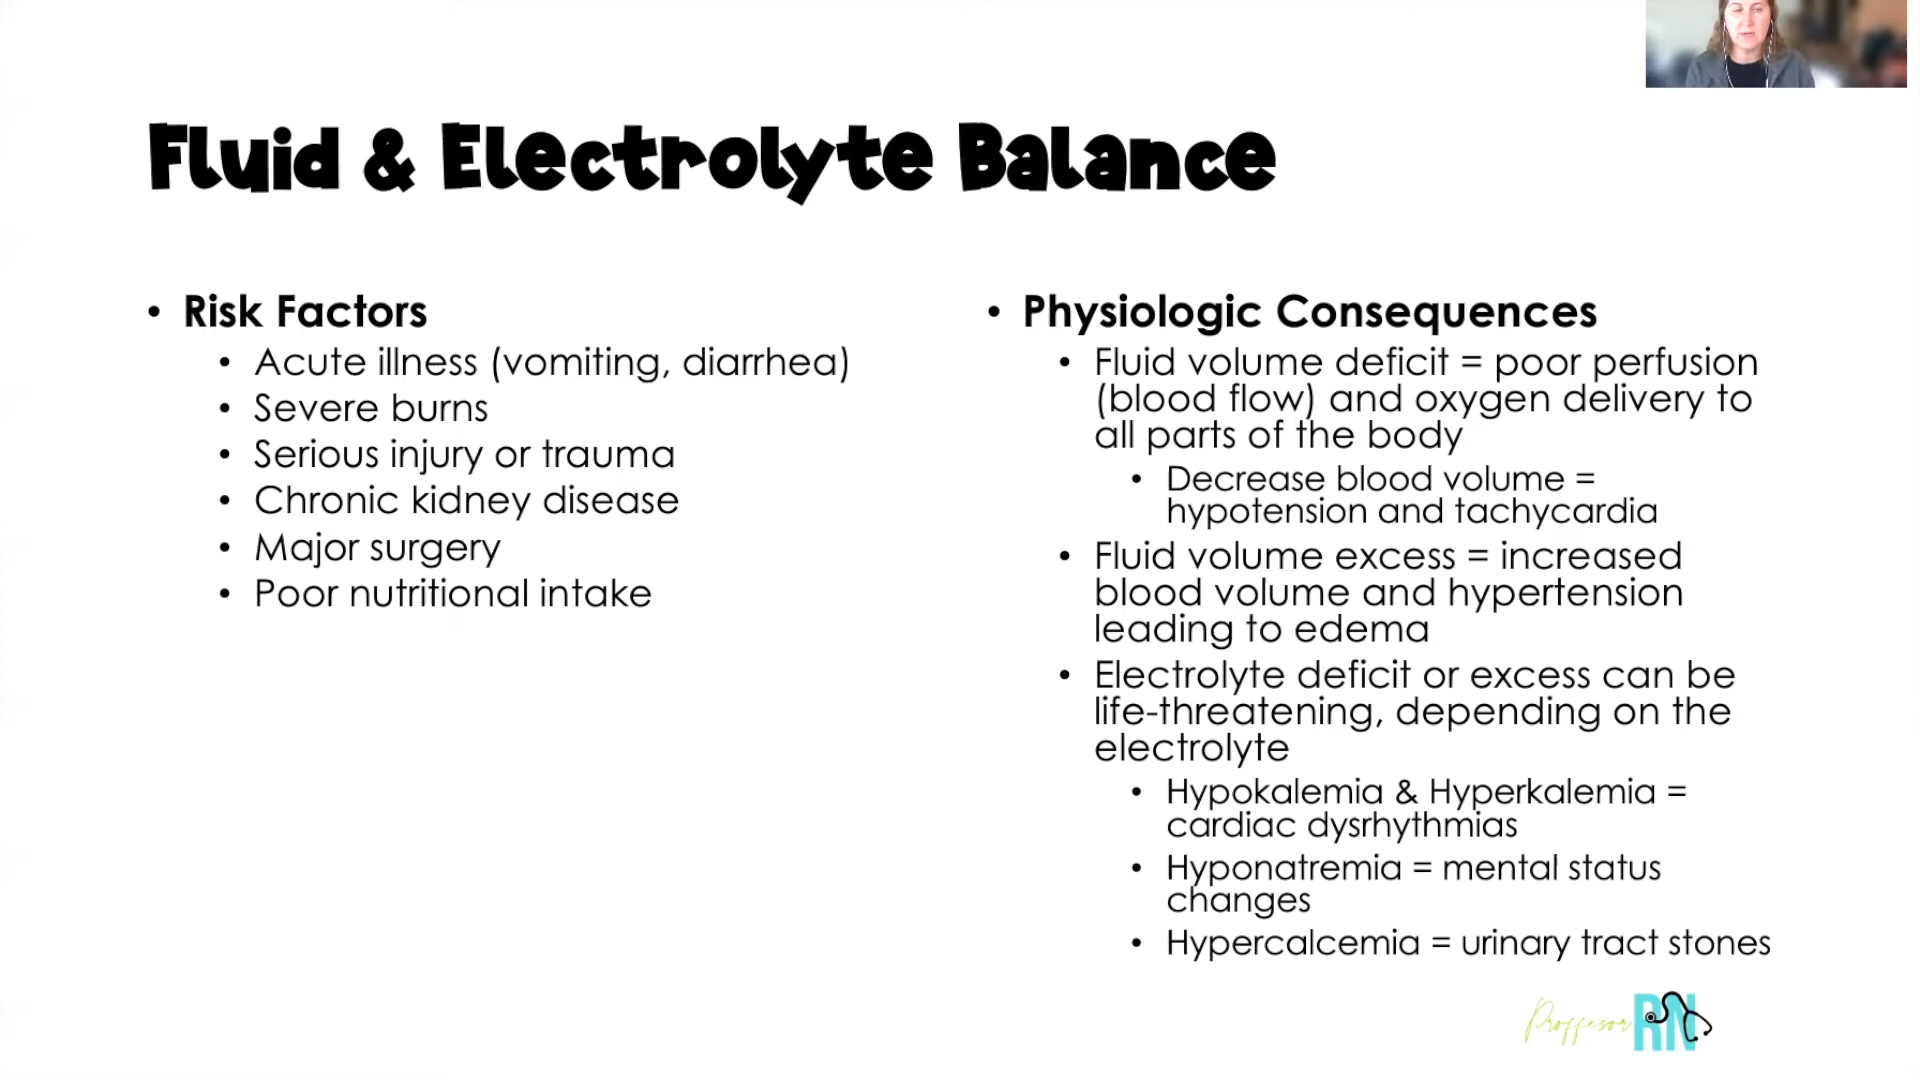 Fluid & Electrolyte Balance
• Risk Factors
• Acute illness (vomiting, diarrhea)
• Severe burns
• Serious injury or trauma
• Chronic kidney disease
• Major surgery
• Poor nutritional intake
• Physiologic Consequences
• Fluid volume deficit = poor perfusion
(blood flow) and oxygen delivery to
all parts of the body
• Decrease blood volume =
hypotension and tachycardia
• Fluid volume excess = increased
blood volume and hypertension
leading to edema
• Electrolyte deficit or excess can be
life-threatening, depending on the
electrolyte
• Hypokalemia & Hyperkalemia =
cardiac dysrhythmias
• Hyponatremia = mental status
changes
• Hypercalcemia = urinary tract stones
Proffesor RN